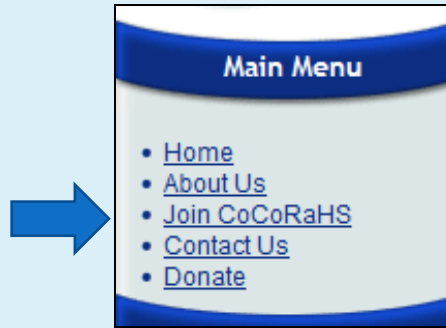 Main Menu
• Home
• About Us
• Join CoCoRaHS
• Contact Us
• Donate